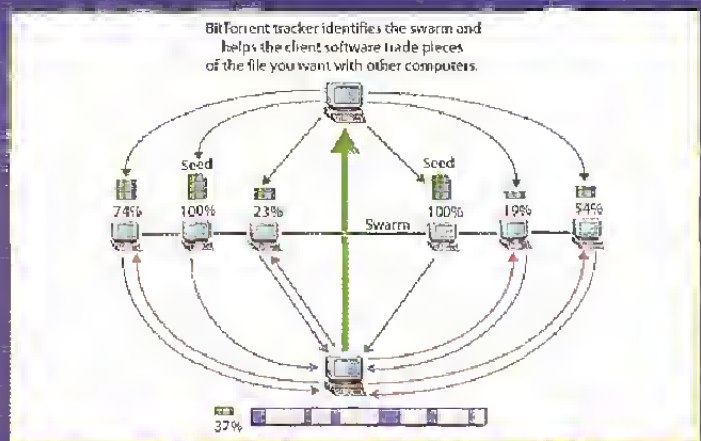 BitTorrent tracker identifies the swarm and
helps the client software trade pieces
of the file you want with other computers.
Seed
Seed
74%
100%
23%
100%
19%
54%
Swarm
37%